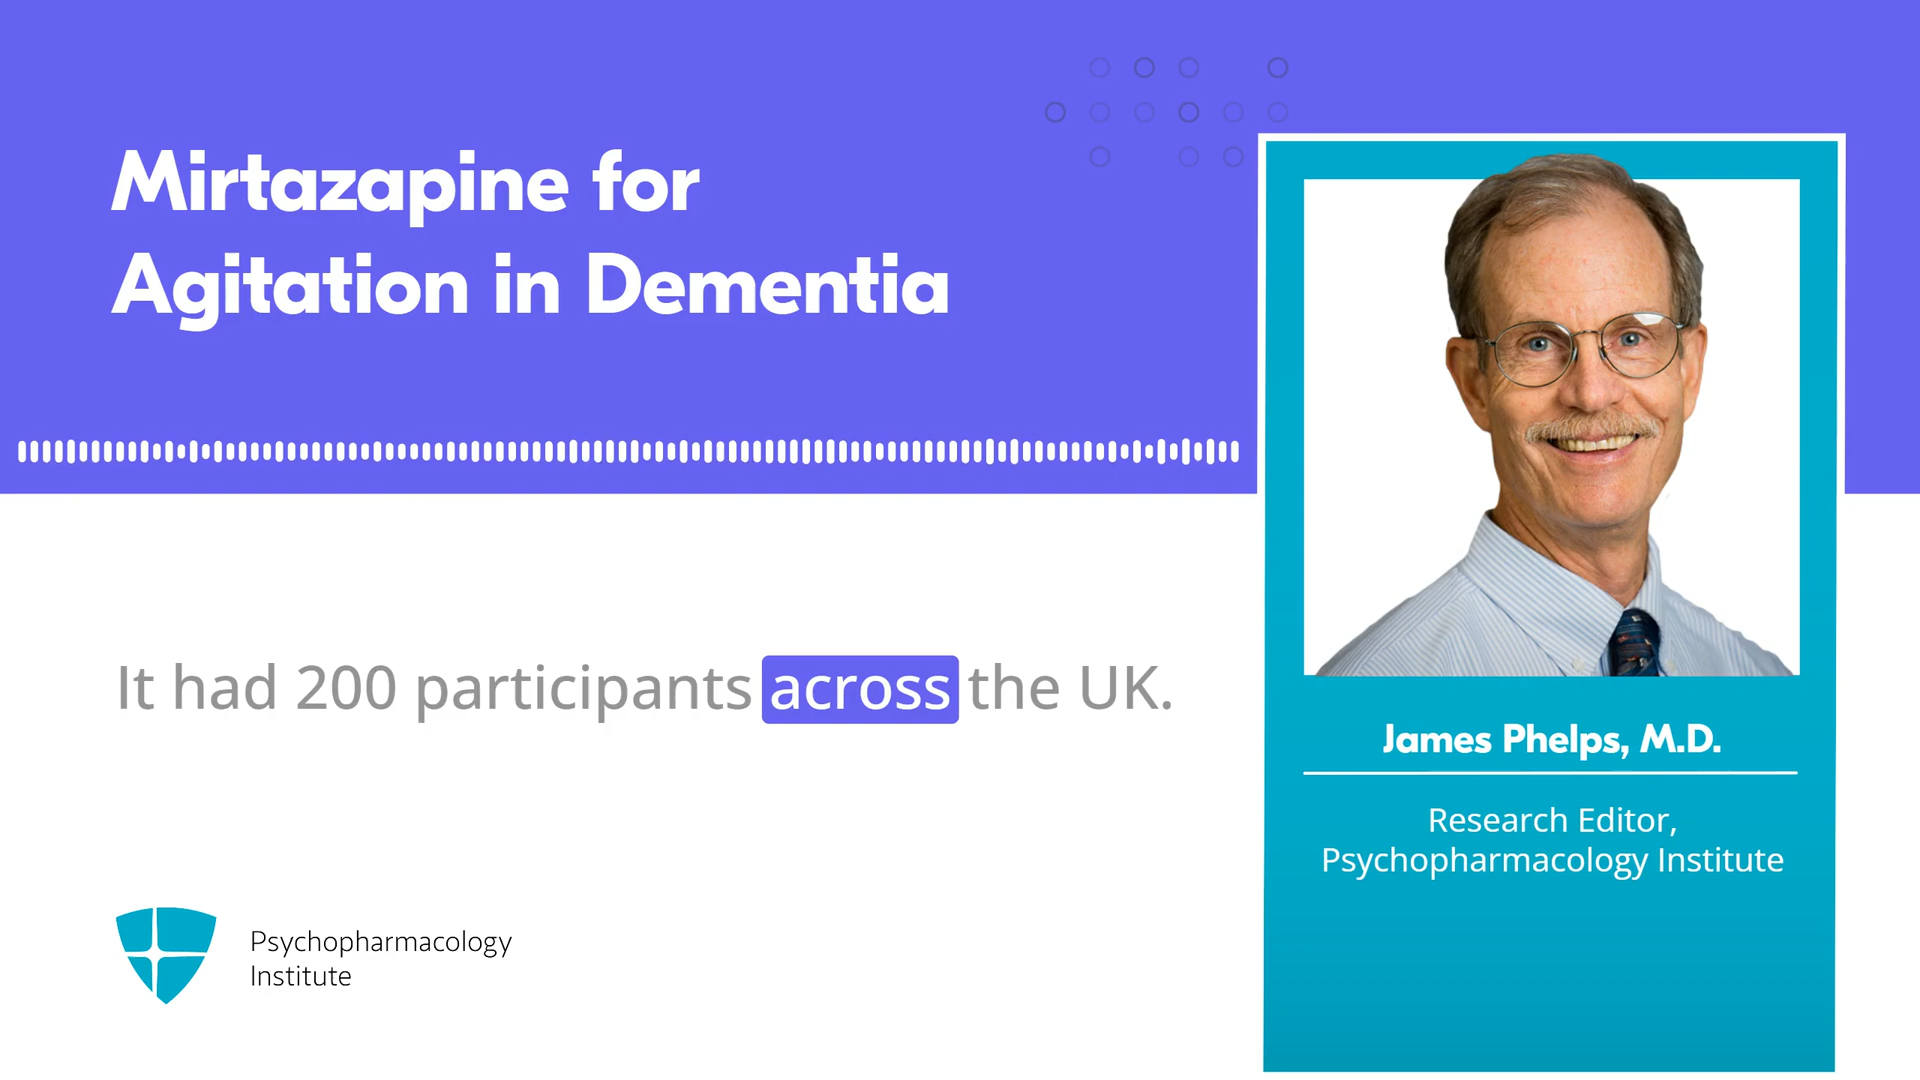 Mirtazapine for
Agitation in Dementia
It had 200 participants across the UK.
James Phelps, M.D.
Research Editor,
Psychopharmacology Institute
Psychopharmacology
Institute